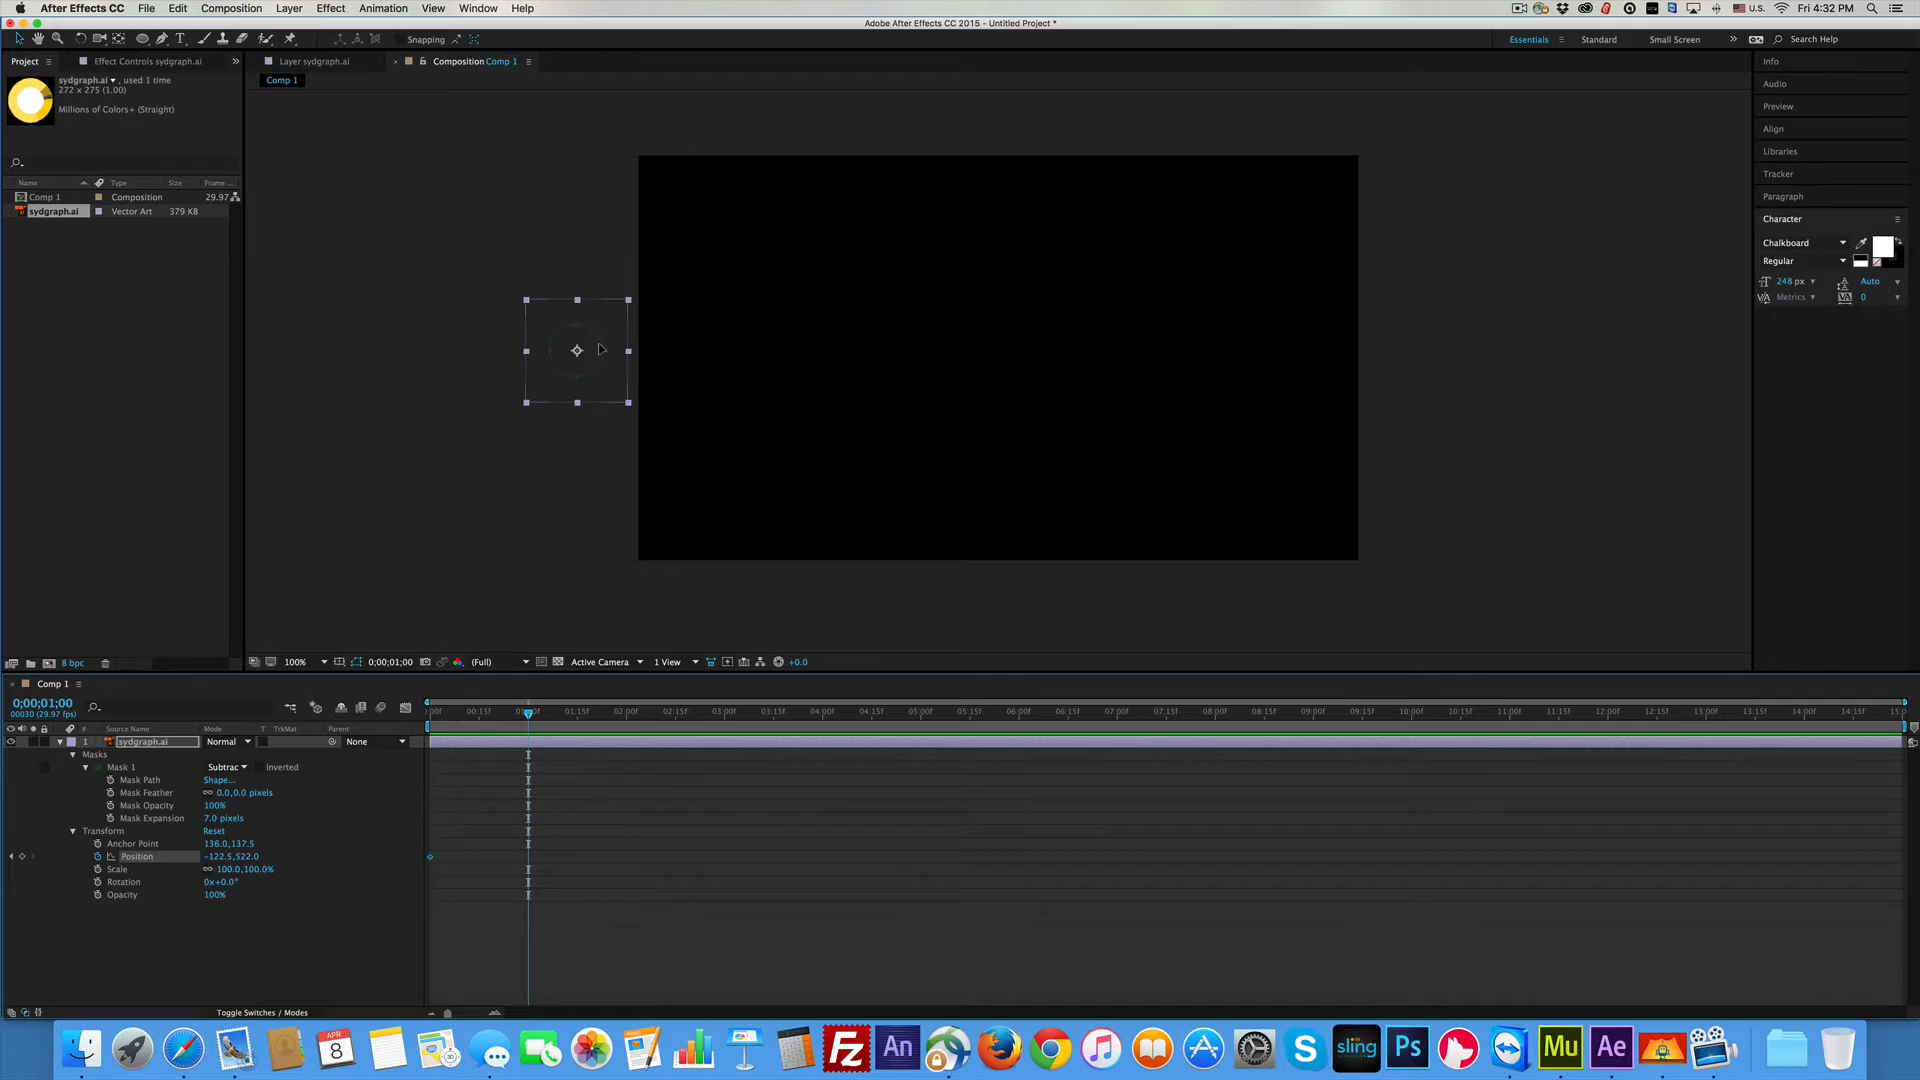 After Effects CC File Edit Composition Layer Effect Animation View Window Help U.S. Fri 4:32 PM
Adobe After Effects CC 2015 - Untitled Project *
Snapping Essentials Standard Small Screen Search Help
Project Effect Controls sydgraph.ai Layer sydgraph.ai Composition Comp 1 Info
sydgraph.ai, used 1 time Comp 1 Audio
272 x 275 (1.00)
Millions of Colors+ (Straight) Preview
Align
Libraries
Tracker
Name Type Size Frame ...
Comp 1 Composition 29.97 Paragraph
sydgraph.ai Vector Art 379 KB Character
Chalkboard
Regular
248 px Auto
Metrics 0
8 bpc 100% 0;00;01;00 (Full) Active Camera 1 View +0.0
Comp 1
0;00;01;00
00030 (29.97 fps) 00f 00:15f 01:00f 01:15f 02:00f 02:15f 03:00f 03:15f 04:00f 04:15f 05:00f 05:15f 06:00f 06:15f 07:00f 07:15f 08:00f 08:15f 09:00f 09:15f 10:00f 10:15f 11:00f 11:15f 12:00f 12:15f 13:00f 13:15f 14:00f 14:15f 15:0
# Source Name Mode T TrkMat Parent
1 sydgraph.ai Normal None
Masks
Mask 1 Subtrac Inverted
Mask Path Shape...
Mask Feather 0.0,0.0 pixels
Mask Opacity 100%
Mask Expansion 7.0 pixels
Transform Reset
Anchor Point 136.0,137.5
Position -122.5,522.0
Scale 100.0,100.0%
Rotation 0x+0.0°
Opacity 100%
Toggle Switches / Modes
APR
8 30 Fz An S sling Ps Mu Ae